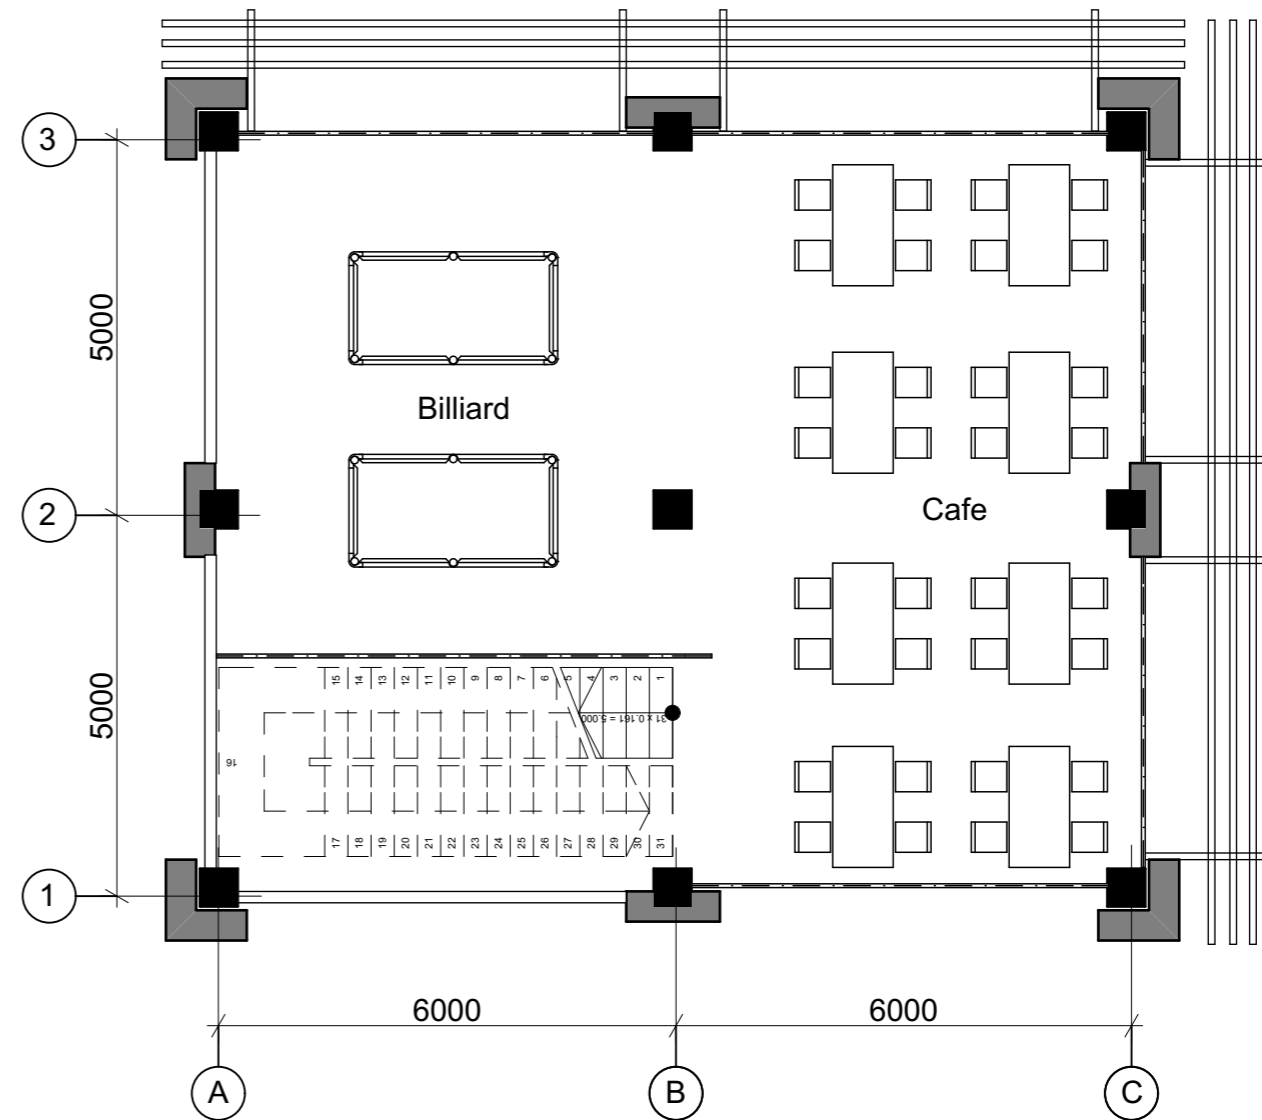 3
5000
Billiard
2
Cafe
5000
15 14 13 12 11 10 9 8 7 6 5 4 3 2 1
31 x 0.161 = 5.000
16
17 18 19 20 21 22 23 24 25 26 27 28 29 30 31
1
6000
6000
A
B
C